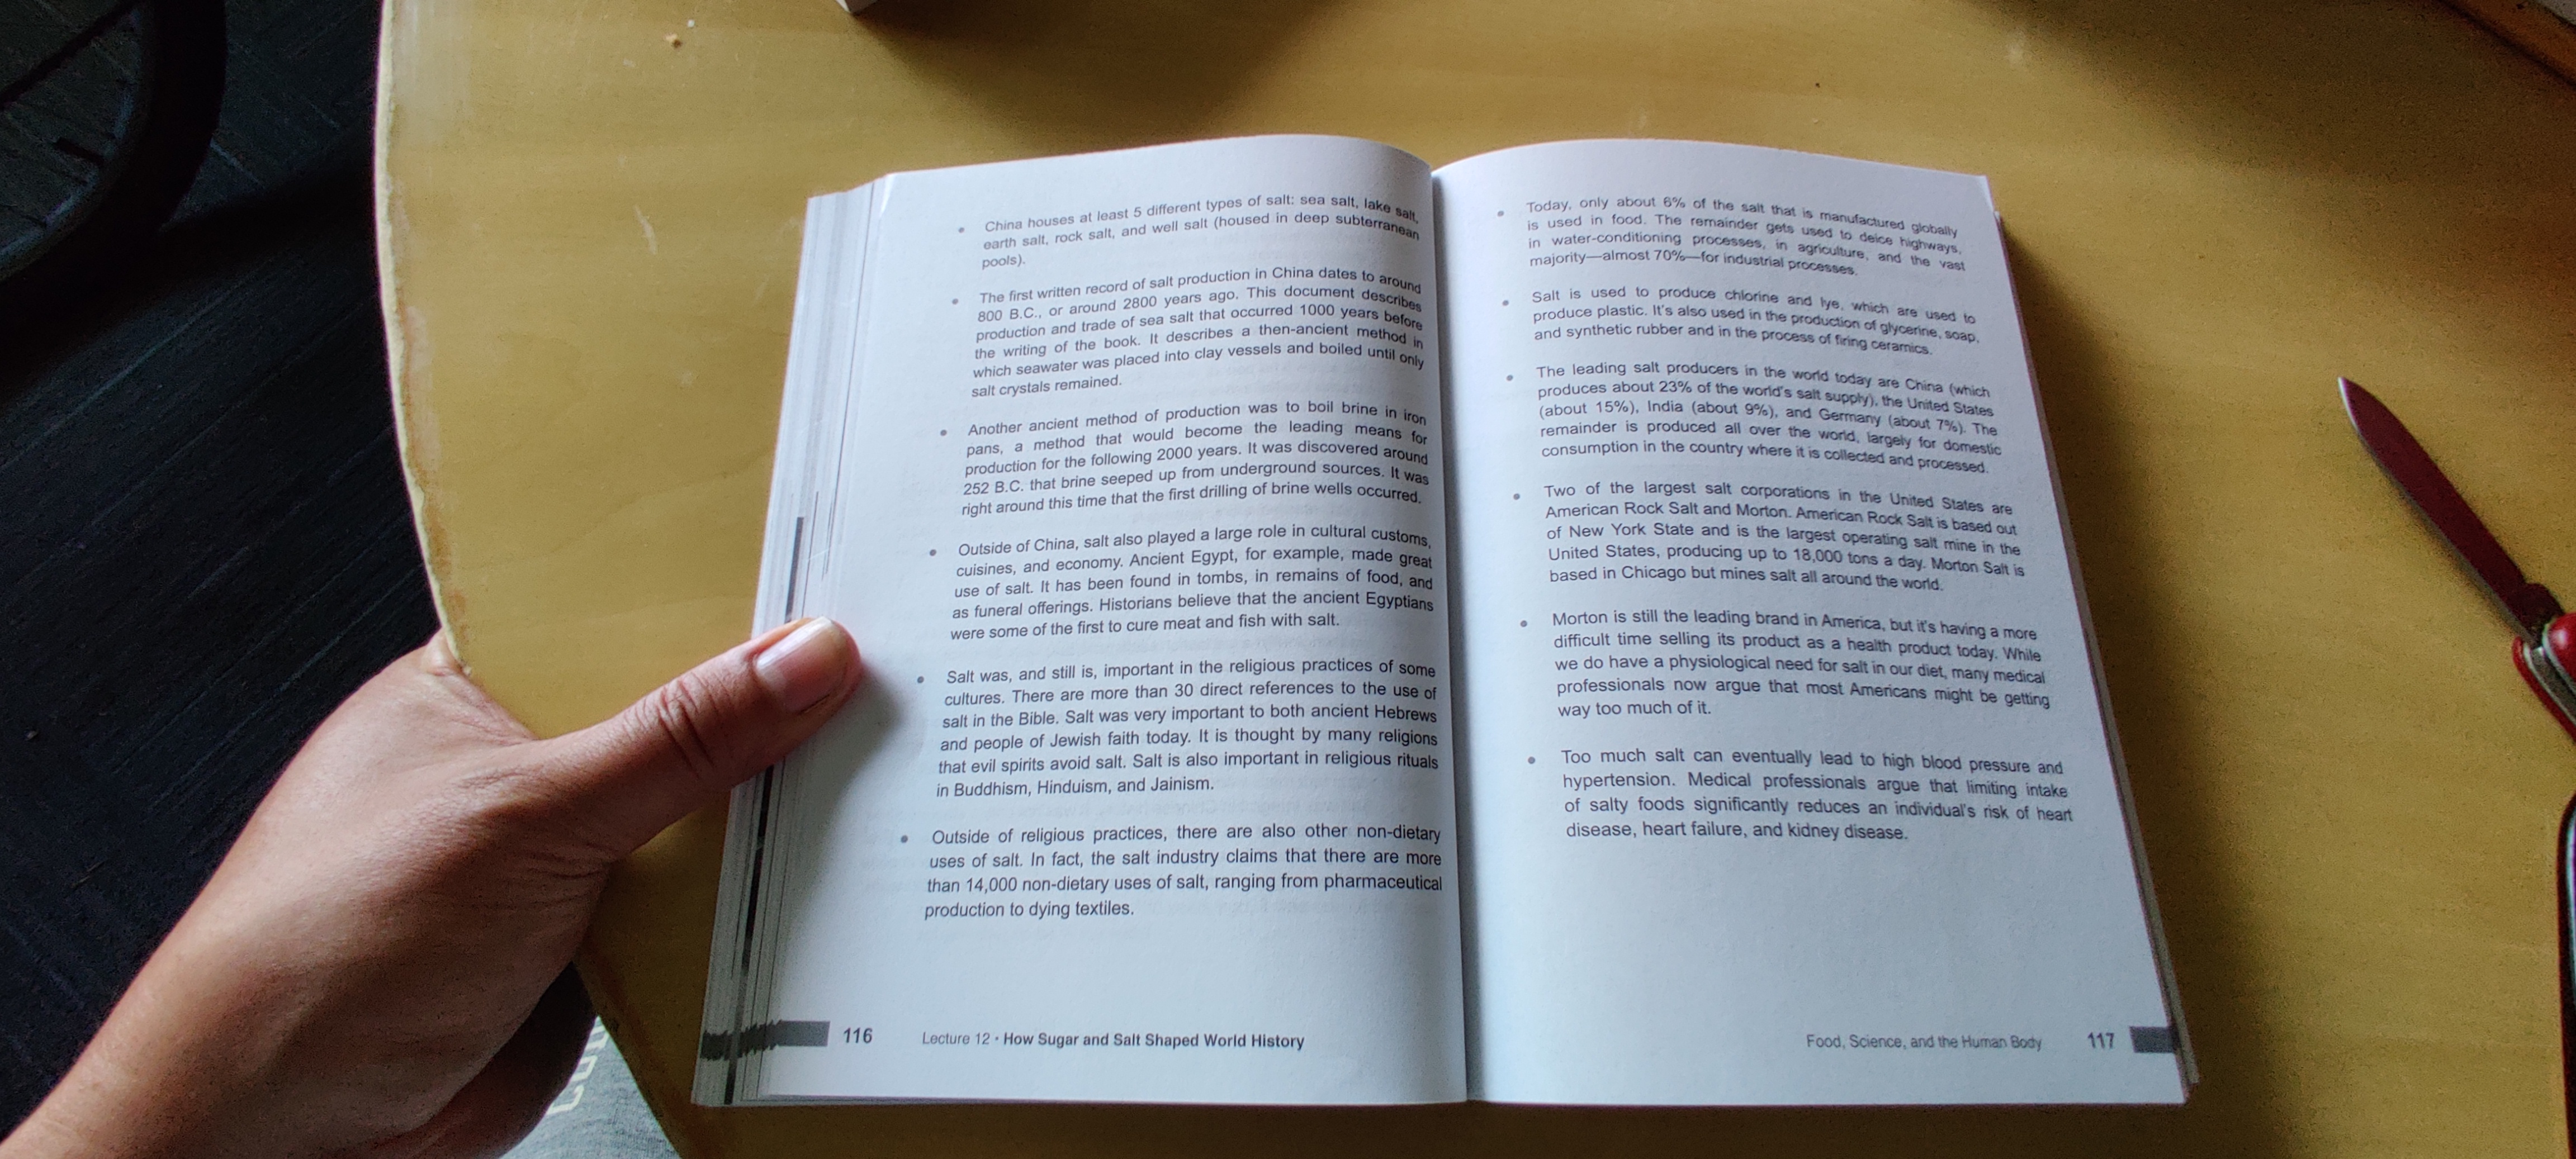 • China houses at least 5 different types of salt: sea salt, lake salt,
earth salt, rock salt, and well salt (housed in deep subterranean
pools).
• The first written record of salt production in China dates to around
800 B.C., or around 2800 years ago. This document describes
production and trade of sea salt that occurred 1000 years before
the writing of the book. It describes a then-ancient method in
which seawater was placed into clay vessels and boiled until only
salt crystals remained.
• Another ancient method of production was to boil brine in iron
pans, a method that would become the leading means for
production for the following 2000 years. It was discovered around
252 B.C. that brine seeped up from underground sources. It was
right around this time that the first drilling of brine wells occurred.
• Outside of China, salt also played a large role in cultural customs,
cuisines, and economy. Ancient Egypt, for example, made great
use of salt. It has been found in tombs, in remains of food, and
as funeral offerings. Historians believe that the ancient Egyptians
were some of the first to cure meat and fish with salt.
• Salt was, and still is, important in the religious practices of some
cultures. There are more than 30 direct references to the use of
salt in the Bible. Salt was very important to both ancient Hebrews
and people of Jewish faith today. It is thought by many religions
that evil spirits avoid salt. Salt is also important in religious rituals
in Buddhism, Hinduism, and Jainism.
• Outside of religious practices, there are also other non-dietary
uses of salt. In fact, the salt industry claims that there are more
than 14,000 non-dietary uses of salt, ranging from pharmaceutical
production to dying textiles.
116 Lecture 12 • How Sugar and Salt Shaped World History
• Today, only about 6% of the salt that is manufactured globally
is used in food. The remainder gets used to deice highways,
in water-conditioning processes, in agriculture, and the vast
majority—almost 70%—for industrial processes.
• Salt is used to produce chlorine and lye, which are used to
produce plastic. It's also used in the production of glycerine, soap,
and synthetic rubber and in the process of firing ceramics.
• The leading salt producers in the world today are China (which
produces about 23% of the world's salt supply), the United States
(about 15%), India (about 9%), and Germany (about 7%). The
remainder is produced all over the world, largely for domestic
consumption in the country where it is collected and processed.
• Two of the largest salt corporations in the United States are
American Rock Salt and Morton. American Rock Salt is based out
of New York State and is the largest operating salt mine in the
United States, producing up to 18,000 tons a day. Morton Salt is
based in Chicago but mines salt all around the world.
• Morton is still the leading brand in America, but it's having a more
difficult time selling its product as a health product today. While
we do have a physiological need for salt in our diet, many medical
professionals now argue that most Americans might be getting
way too much of it.
• Too much salt can eventually lead to high blood pressure and
hypertension. Medical professionals argue that limiting intake
of salty foods significantly reduces an individual's risk of heart
disease, heart failure, and kidney disease.
Food, Science, and the Human Body 117